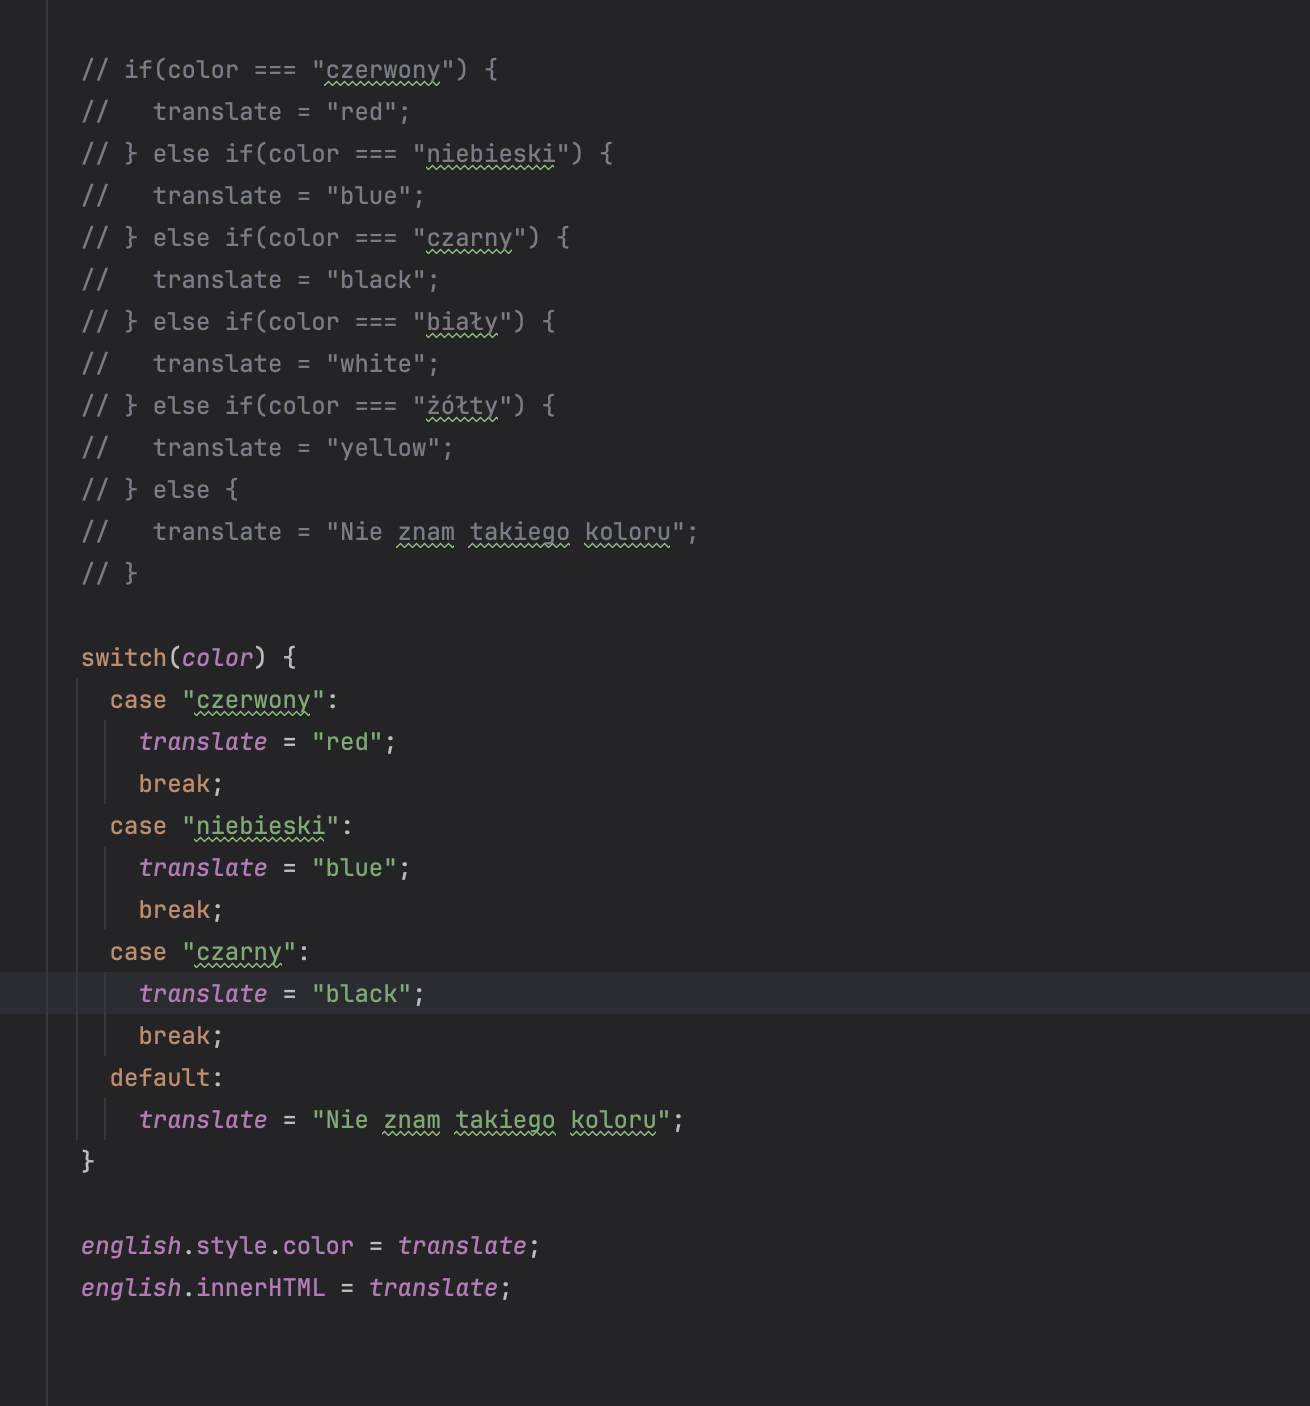 // if(color === "czerwony") {
//   translate = "red";
// } else if(color === "niebieski") {
//   translate = "blue";
// } else if(color === "czarny") {
//   translate = "black";
// } else if(color === "biały") {
//   translate = "white";
// } else if(color === "żółty") {
//   translate = "yellow";
// } else {
//   translate = "Nie znam takiego koloru";
// }

switch(color) {
  case "czerwony":
    translate = "red";
    break;
  case "niebieski":
    translate = "blue";
    break;
  case "czarny":
    translate = "black";
    break;
  default:
    translate = "Nie znam takiego koloru";
}

english.style.color = translate;
english.innerHTML = translate;